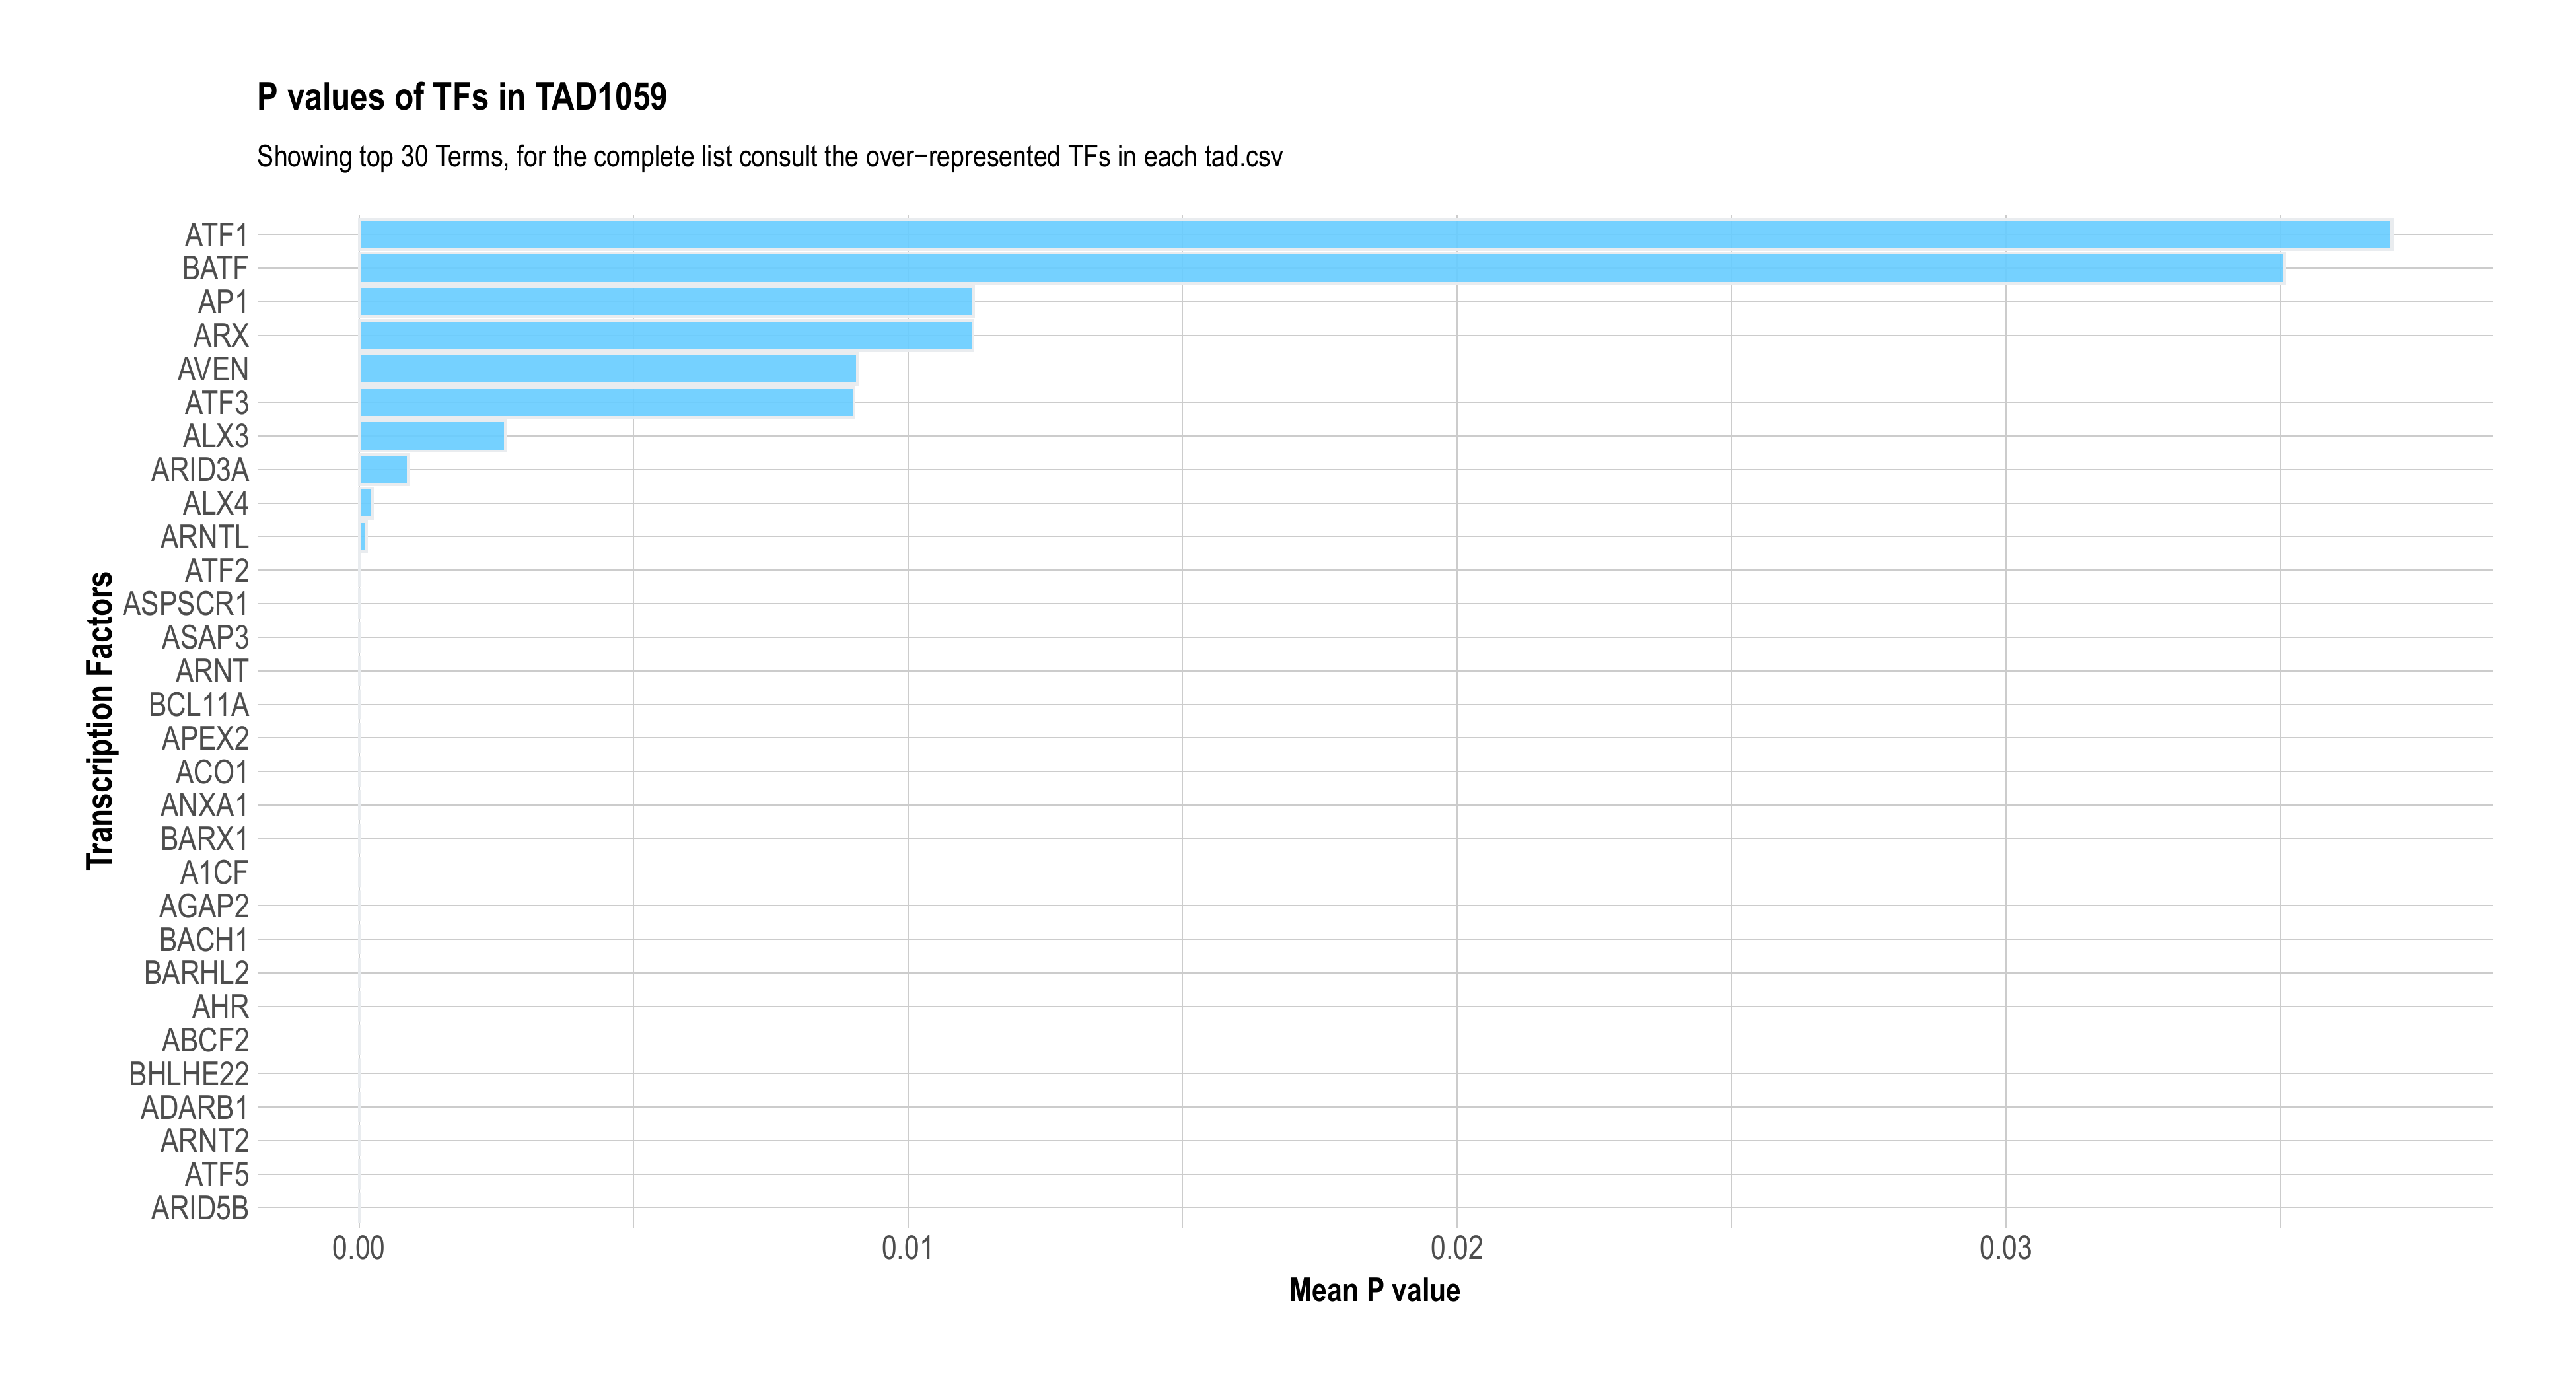 P values of TFs in TAD1059
Showing top 30 Terms, for the complete list consult the over−represented TFs in each tad.csv
Transcription Factors
ATF1
BATF
AP1
ARX
AVEN
ATF3
ALX3
ARID3A
ALX4
ARNTL
ATF2
ASPSCR1
ASAP3
ARNT
BCL11A
APEX2
ACO1
ANXA1
BARX1
A1CF
AGAP2
BACH1
BARHL2
AHR
ABCF2
BHLHE22
ADARB1
ARNT2
ATF5
ARID5B
0.00 0.01 0.02 0.03
Mean P value